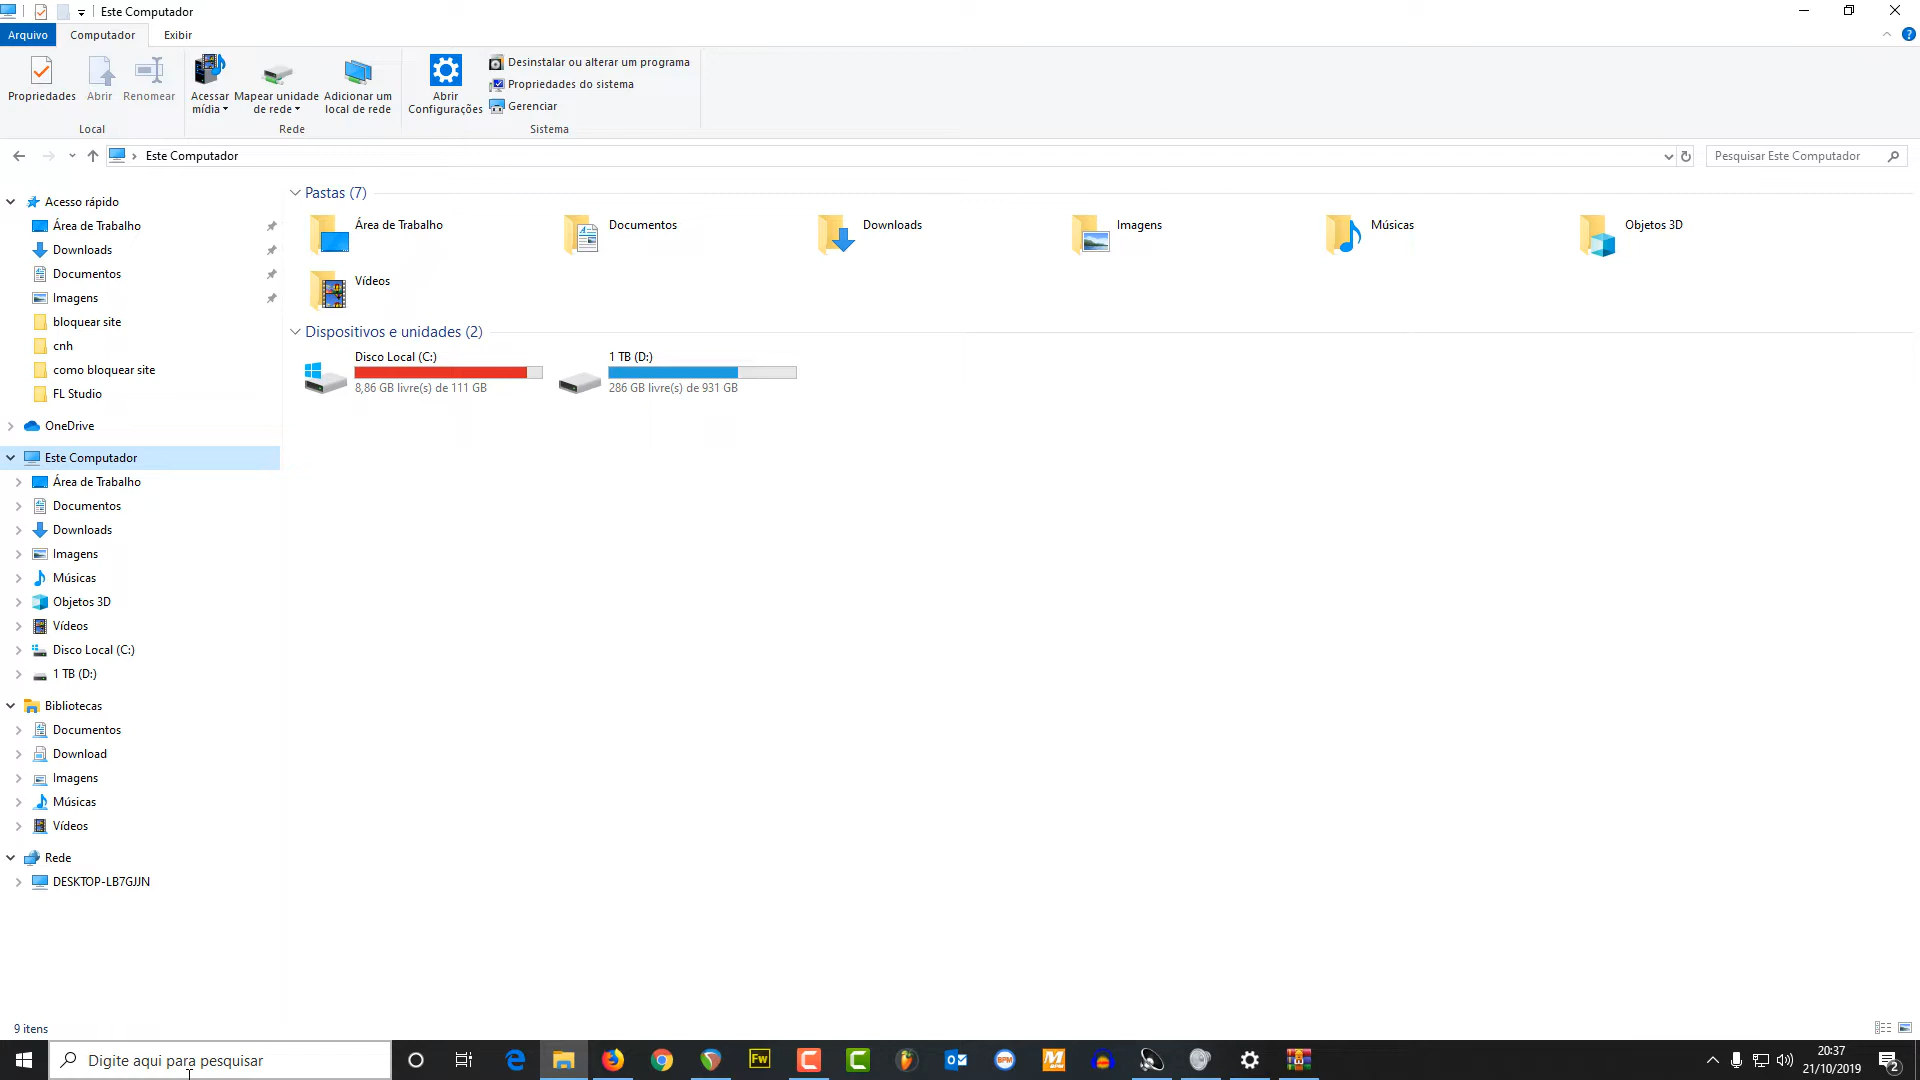 Este Computador
Arquivo
Computador
Exibir
Propriedades
Abrir
Renomear
Acessar
mídia
Mapear unidade
de rede
Adicionar um
local de rede
Abrir
Configurações
Desinstalar ou alterar um programa
Propriedades do sistema
Gerenciar
Local
Rede
Sistema
Este Computador
Pesquisar Este Computador
Acesso rápido
Área de Trabalho
Downloads
Documentos
Imagens
bloquear site
cnh
como bloquear site
FL Studio
OneDrive
Este Computador
Área de Trabalho
Documentos
Downloads
Imagens
Músicas
Objetos 3D
Vídeos
Disco Local (C:)
1 TB (D:)
Bibliotecas
Documentos
Download
Imagens
Músicas
Vídeos
Rede
DESKTOP-LB7GJJN
Pastas (7)
Área de Trabalho
Documentos
Downloads
Imagens
Músicas
Objetos 3D
Vídeos
Dispositivos e unidades (2)
Disco Local (C:)
8,86 GB livre(s) de 111 GB
1 TB (D:)
286 GB livre(s) de 931 GB
9 itens
Digite aqui para pesquisar
Fw
BPM
20:37
21/10/2019
2